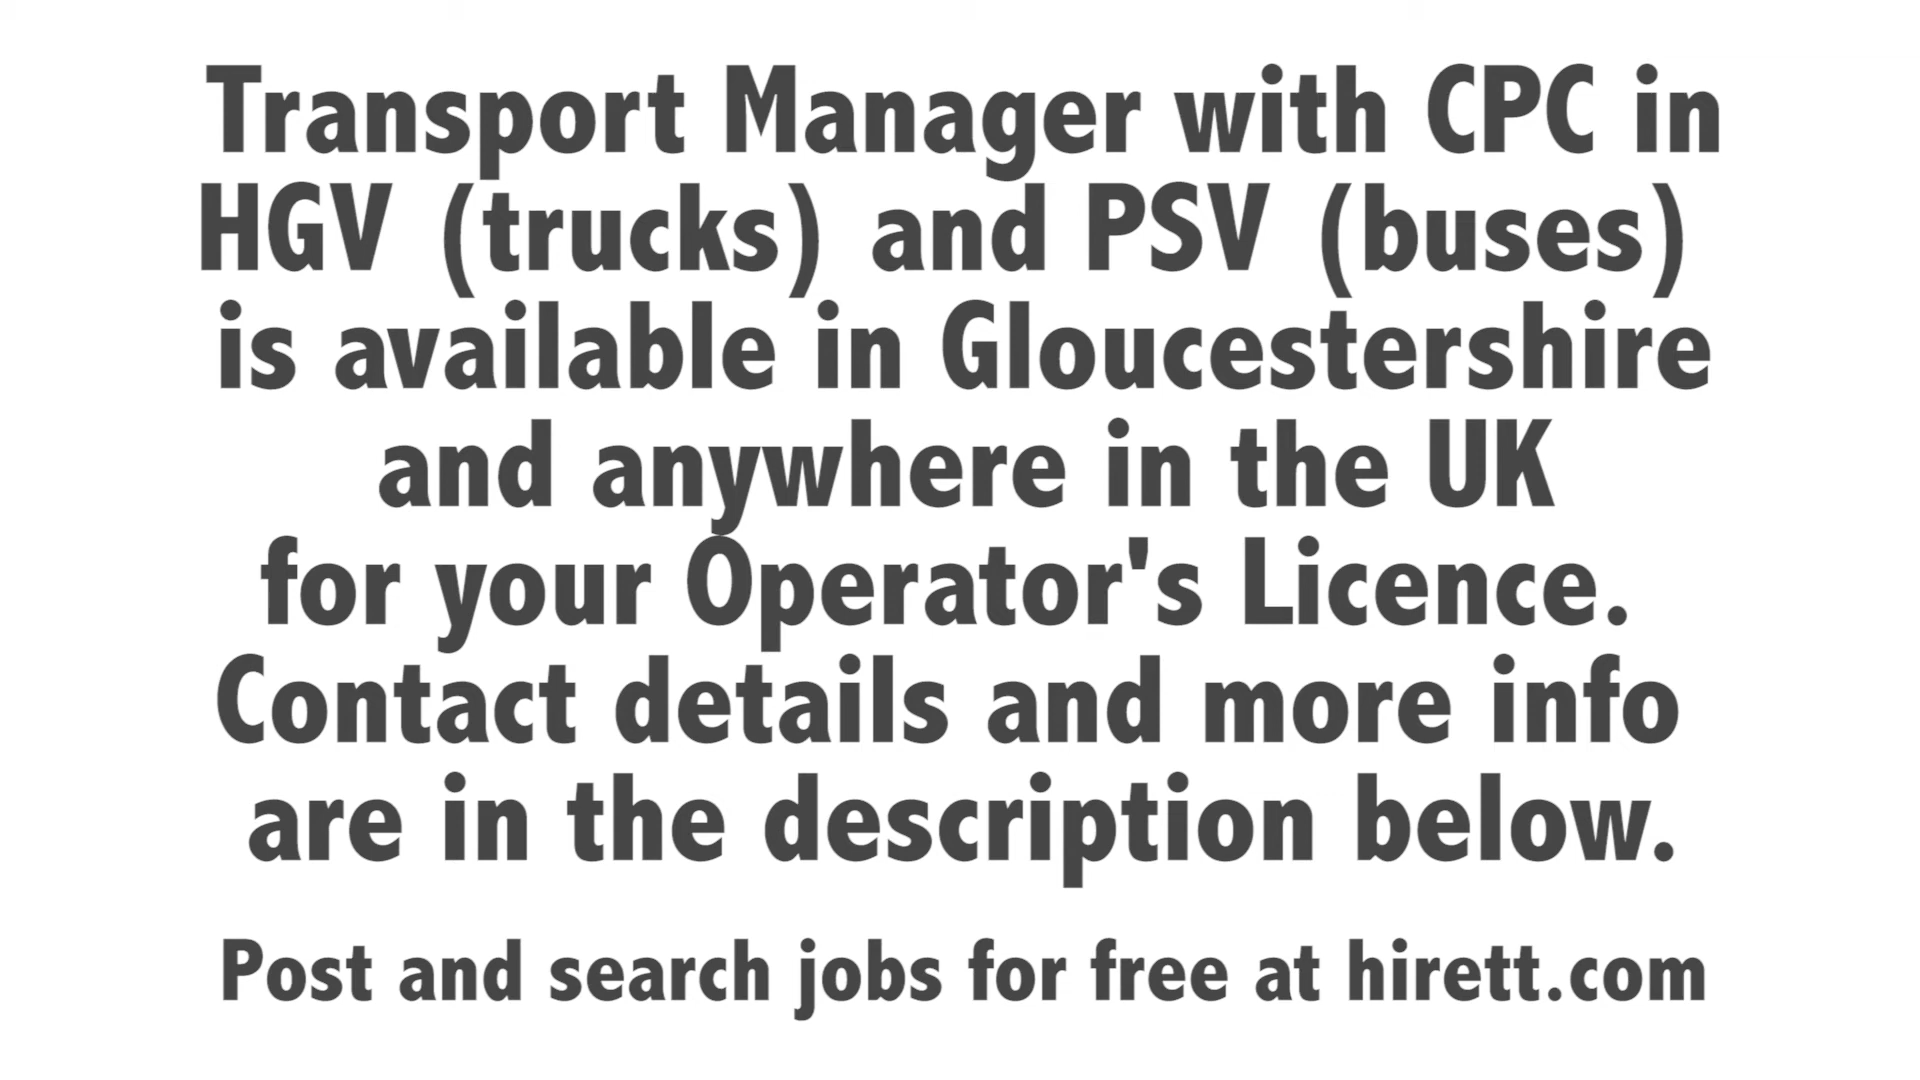 Transport Manager with CPC in
HGV (trucks) and PSV (buses)
is available in Gloucestershire
and anywhere in the UK
for your Operator's Licence.
Contact details and more info
are in the description below.
Post and search jobs for free at hirett.com